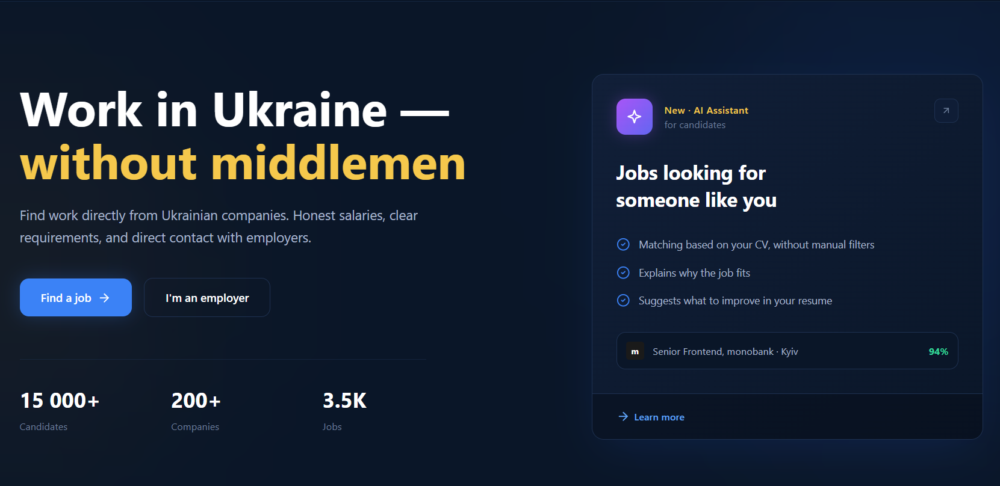 Work in Ukraine —
without middlemen
Find work directly from Ukrainian companies. Honest salaries, clear
requirements, and direct contact with employers.
Find a job
I'm an employer
15 000+
Candidates
200+
Companies
3.5K
Jobs
New · AI Assistant
for candidates
Jobs looking for
someone like you
Matching based on your CV, without manual filters
Explains why the job fits
Suggests what to improve in your resume
m
Senior Frontend, monobank · Kyiv
94%
Learn more